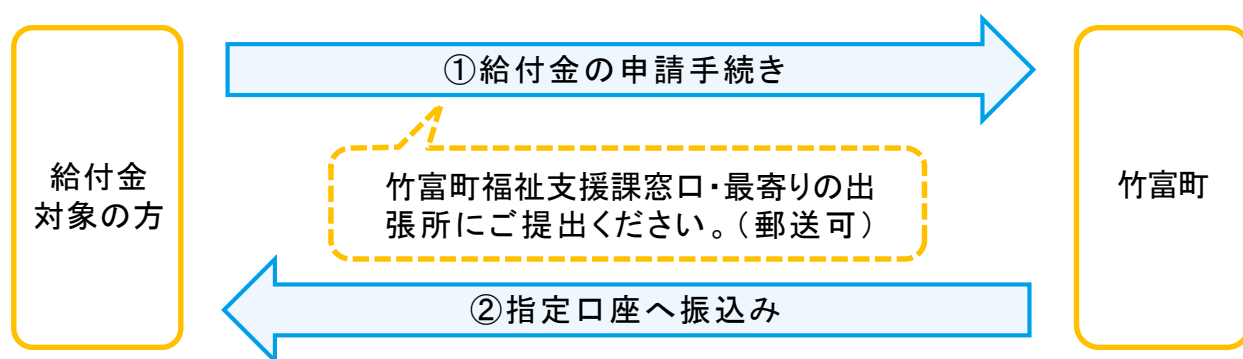 ①給付金の申請手続き
給付金
対象の方
竹富町福祉支援課窓口・最寄りの出
張所にご提出ください。（郵送可）
竹富町
②指定口座へ振込み